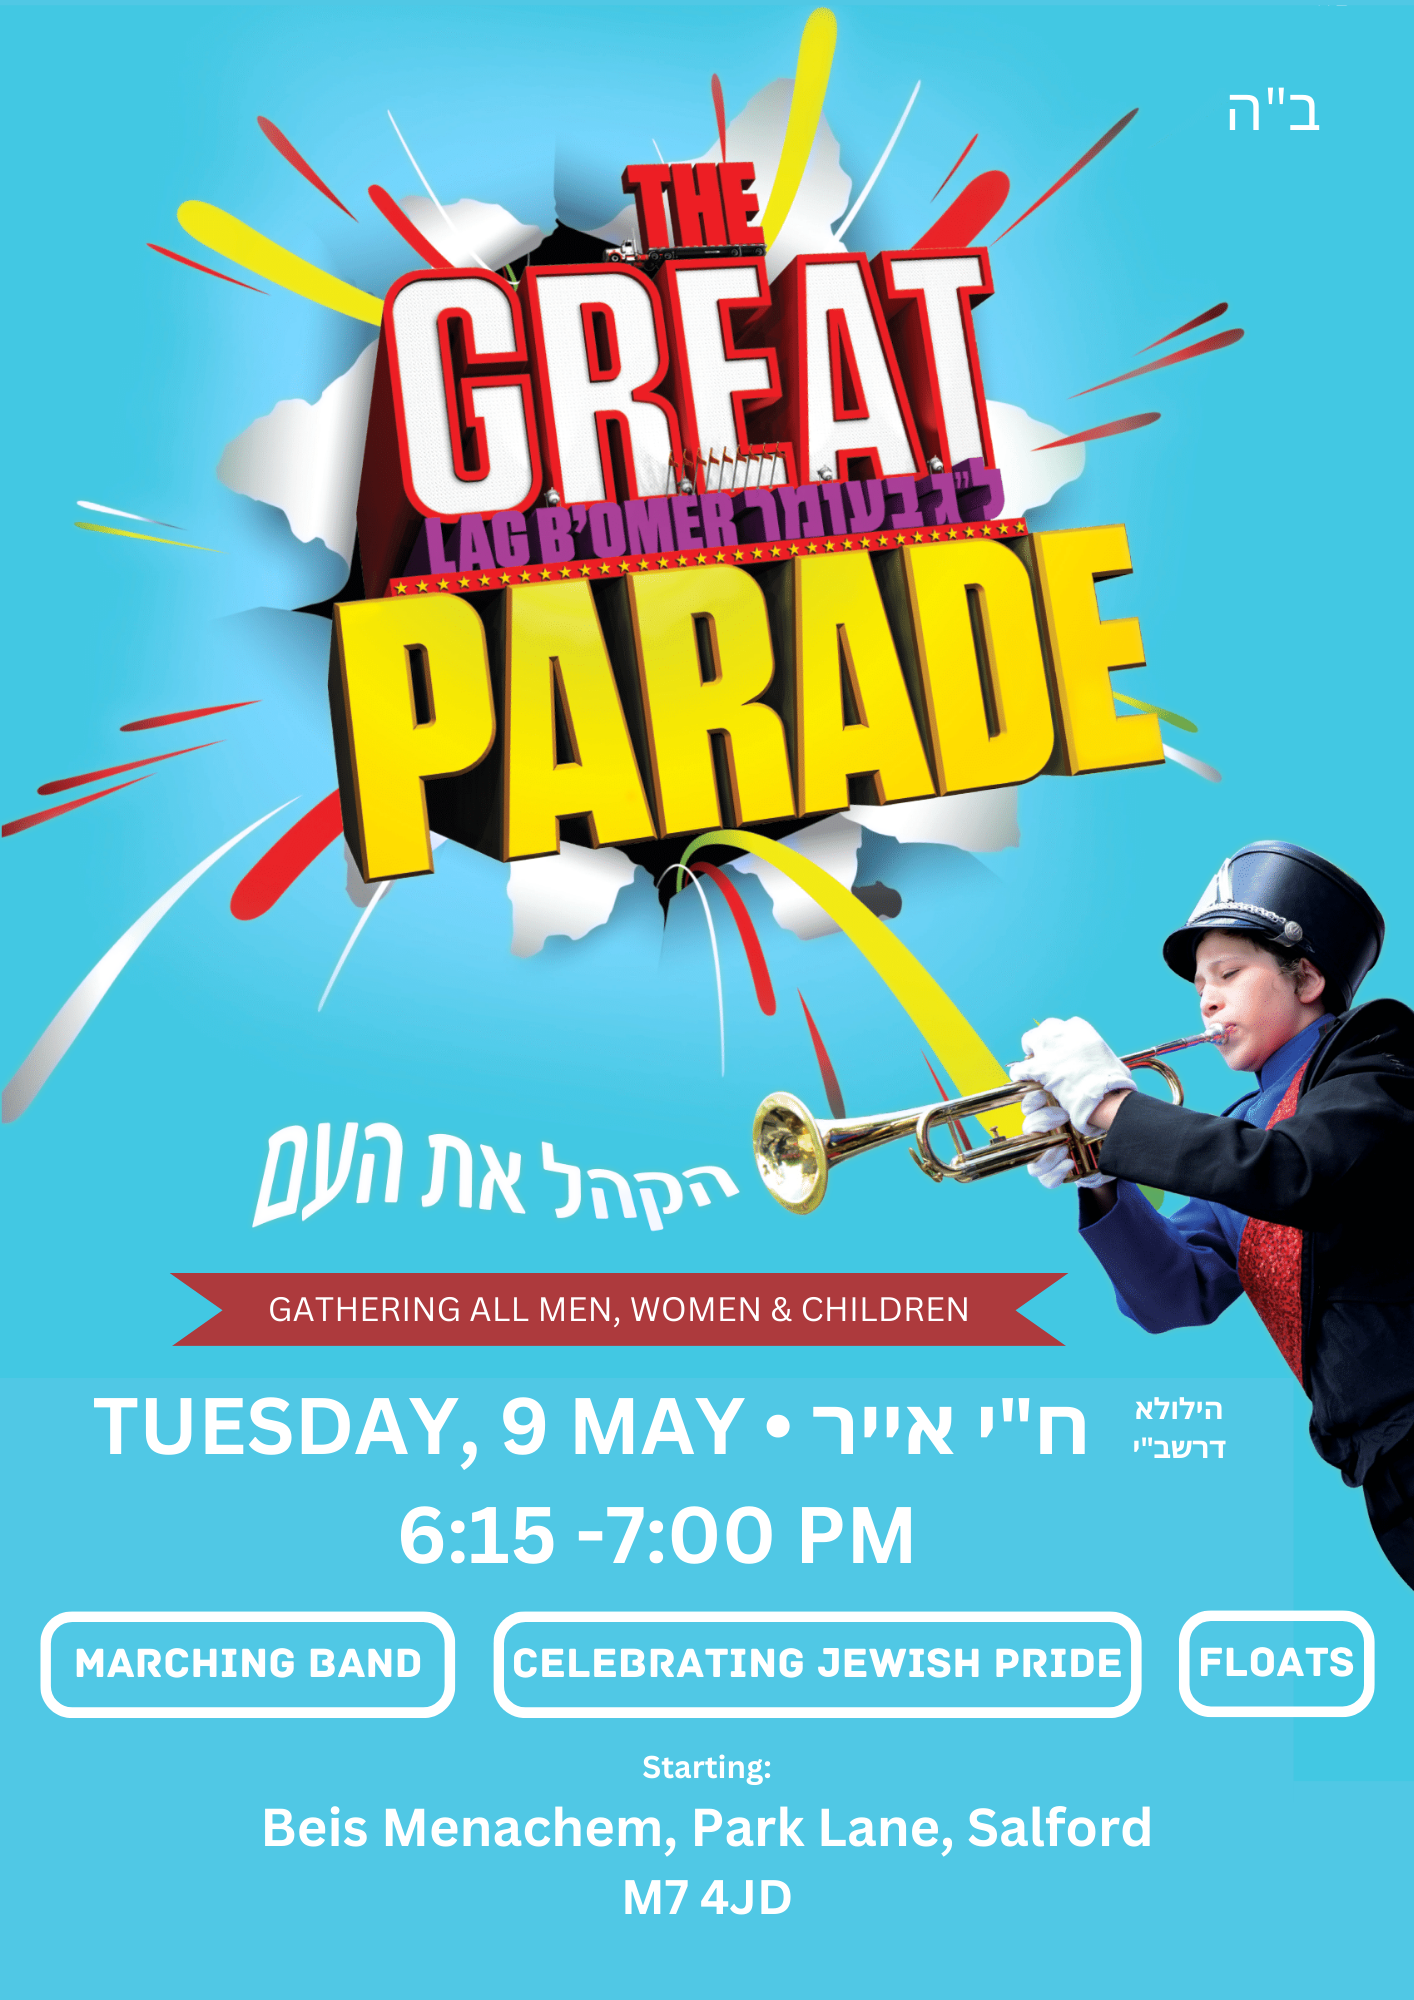 ב"ה
THE
GREAT
LAG B'OMER ל"ג בעומר
PARADE
הקהל את העם
GATHERING ALL MEN, WOMEN & CHILDREN
TUESDAY, 9 MAY • ח"י אייר
הילולא
דרשב"י
6:15 -7:00 PM
MARCHING BAND
CELEBRATING JEWISH PRIDE
FLOATS
Starting:
Beis Menachem, Park Lane, Salford
M7 4JD